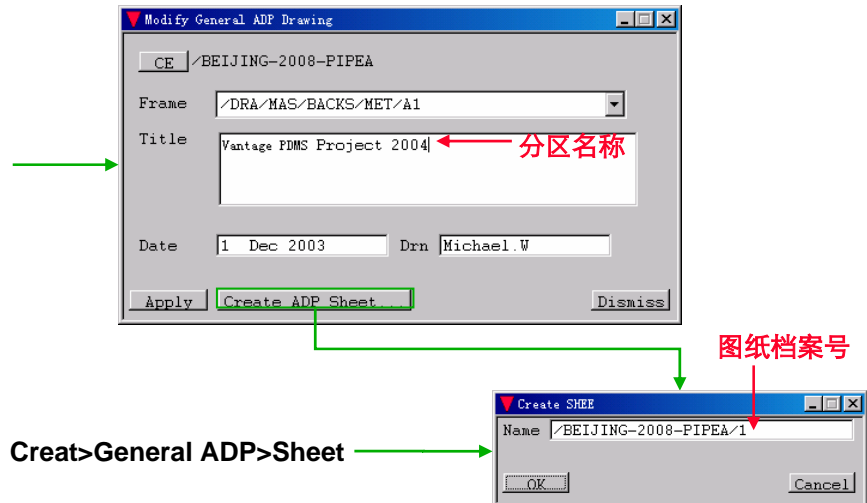 Modify General ADP Drawing
CE /BEIJING-2008-PIPEA
Frame /DRA/MAS/BACKS/MET/A1
Title Vantage PDMS Project 2004 分区名称
Date 1 Dec 2003 Drn Michael.W
Apply Create ADP Sheet... Dismiss
图纸档案号
Create SHEE
Name /BEIJING-2008-PIPEA/1
Creat>General ADP>Sheet
OK Cancel